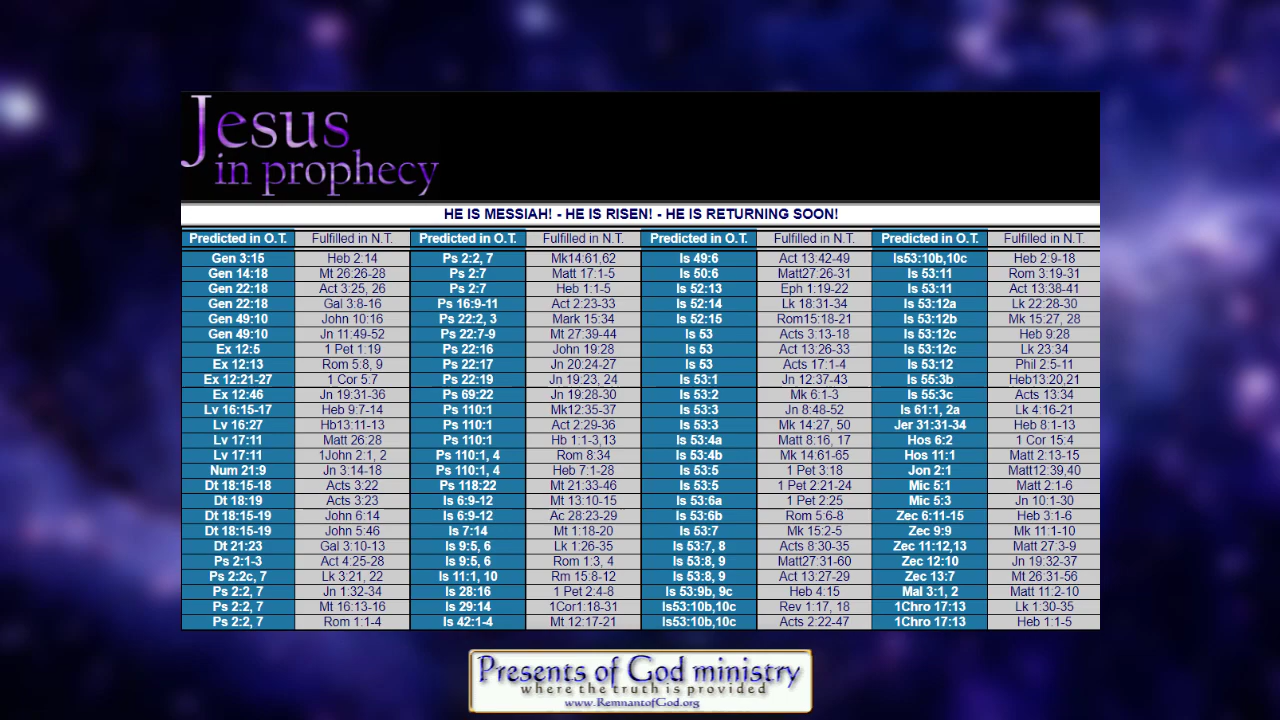 Jesus
in prophecy
HE IS MESSIAH! - HE IS RISEN! - HE IS RETURNING SOON!
Predicted in O.T. Fulfilled in N.T. Predicted in O.T. Fulfilled in N.T. Predicted in O.T. Fulfilled in N.T. Predicted in O.T. Fulfilled in N.T.
Gen 3:15 Heb 2:14 Ps 2:2, 7 Mk14:61,62 Is 49:6 Act 13:42-49 Is53:10b,10c Heb 2:9-18
Gen 14:18 Mt 26:26-28 Ps 2:7 Matt 17:1-5 Is 50:6 Matt27:26-31 Is 53:11 Rom 3:19-31
Gen 22:18 Act 3:25, 26 Ps 2:7 Heb 1:1-5 Is 52:13 Eph 1:19-22 Is 53:11 Act 13:38-41
Gen 22:18 Gal 3:8-16 Ps 16:9-11 Act 2:23-33 Is 52:14 Lk 18:31-34 Is 53:12a Lk 22:28-30
Gen 49:10 John 10:16 Ps 22:2, 3 Mark 15:34 Is 52:15 Rom15:18-21 Is 53:12b Mk 15:27, 28
Gen 49:10 Jn 11:49-52 Ps 22:7-9 Mt 27:39-44 Is 53 Acts 3:13-18 Is 53:12c Heb 9:28
Ex 12:5 1 Pet 1:19 Ps 22:16 John 19:28 Is 53 Act 13:26-33 Is 53:12c Lk 23:34
Ex 12:13 Rom 5:8, 9 Ps 22:17 Jn 20:24-27 Is 53 Acts 17:1-4 Is 53:12 Phil 2:5-11
Ex 12:21-27 1 Cor 5:7 Ps 22:19 Jn 19:23, 24 Is 53:1 Jn 12:37-43 Is 55:3b Heb13:20,21
Ex 12:46 Jn 19:31-36 Ps 69:22 Jn 19:28-30 Is 53:2 Mk 6:1-3 Is 55:3c Acts 13:34
Lv 16:15-17 Heb 9:7-14 Ps 110:1 Mk12:35-37 Is 53:3 Jn 8:48-52 Is 61:1, 2a Lk 4:16-21
Lv 16:27 Hb13:11-13 Ps 110:1 Act 2:29-36 Is 53:3 Mk 14:27, 50 Jer 31:31-34 Heb 8:1-13
Lv 17:11 Matt 26:28 Ps 110:1 Hb 1:1-3,13 Is 53:4a Matt 8:16, 17 Hos 6:2 1 Cor 15:4
Lv 17:11 1John 2:1, 2 Ps 110:1, 4 Rom 8:34 Is 53:4b Mk 14:61-65 Hos 11:1 Matt 2:13-15
Num 21:9 Jn 3:14-18 Ps 110:1, 4 Heb 7:1-28 Is 53:5 1 Pet 3:18 Jon 2:1 Matt12:39,40
Dt 18:15-18 Acts 3:22 Ps 118:22 Mt 21:33-46 Is 53:5 1 Pet 2:21-24 Mic 5:1 Matt 2:1-6
Dt 18:19 Acts 3:23 Is 6:9-12 Mt 13:10-15 Is 53:6a 1 Pet 2:25 Mic 5:3 Jn 10:1-30
Dt 18:15-19 John 6:14 Is 6:9-12 Ac 28:23-29 Is 53:6b Rom 5:6-8 Zec 6:11-15 Heb 3:1-6
Dt 18:15-19 John 5:46 Is 7:14 Mt 1:18-20 Is 53:7 Mk 15:2-5 Zec 9:9 Mk 11:1-10
Dt 21:23 Gal 3:10-13 Is 9:5, 6 Lk 1:26-35 Is 53:7, 8 Acts 8:30-35 Zec 11:12,13 Matt 27:3-9
Ps 2:1-3 Act 4:25-28 Is 9:5, 6 Rom 1:3, 4 Is 53:8, 9 Matt27:31-60 Zec 12:10 Jn 19:32-37
Ps 2:2c, 7 Lk 3:21, 22 Is 11:1, 10 Rm 15:8-12 Is 53:8, 9 Act 13:27-29 Zec 13:7 Mt 26:31-56
Ps 2:2, 7 Jn 1:32-34 Is 28:16 1 Pet 2:4-8 Is 53:9b, 9c Heb 4:15 Mal 3:1, 2 Matt 11:2-10
Ps 2:2, 7 Mt 16:13-16 Is 29:14 1Cor1:18-31 Is53:10b,10c Rev 1:17, 18 1Chro 17:13 Lk 1:30-35
Ps 2:2, 7 Rom 1:1-4 Is 42:1-4 Mt 12:17-21 Is53:10b,10c Acts 2:22-47 1Chro 17:13 Heb 1:1-5
Presents of God ministry
where the truth is provided
www.RemnantofGod.org